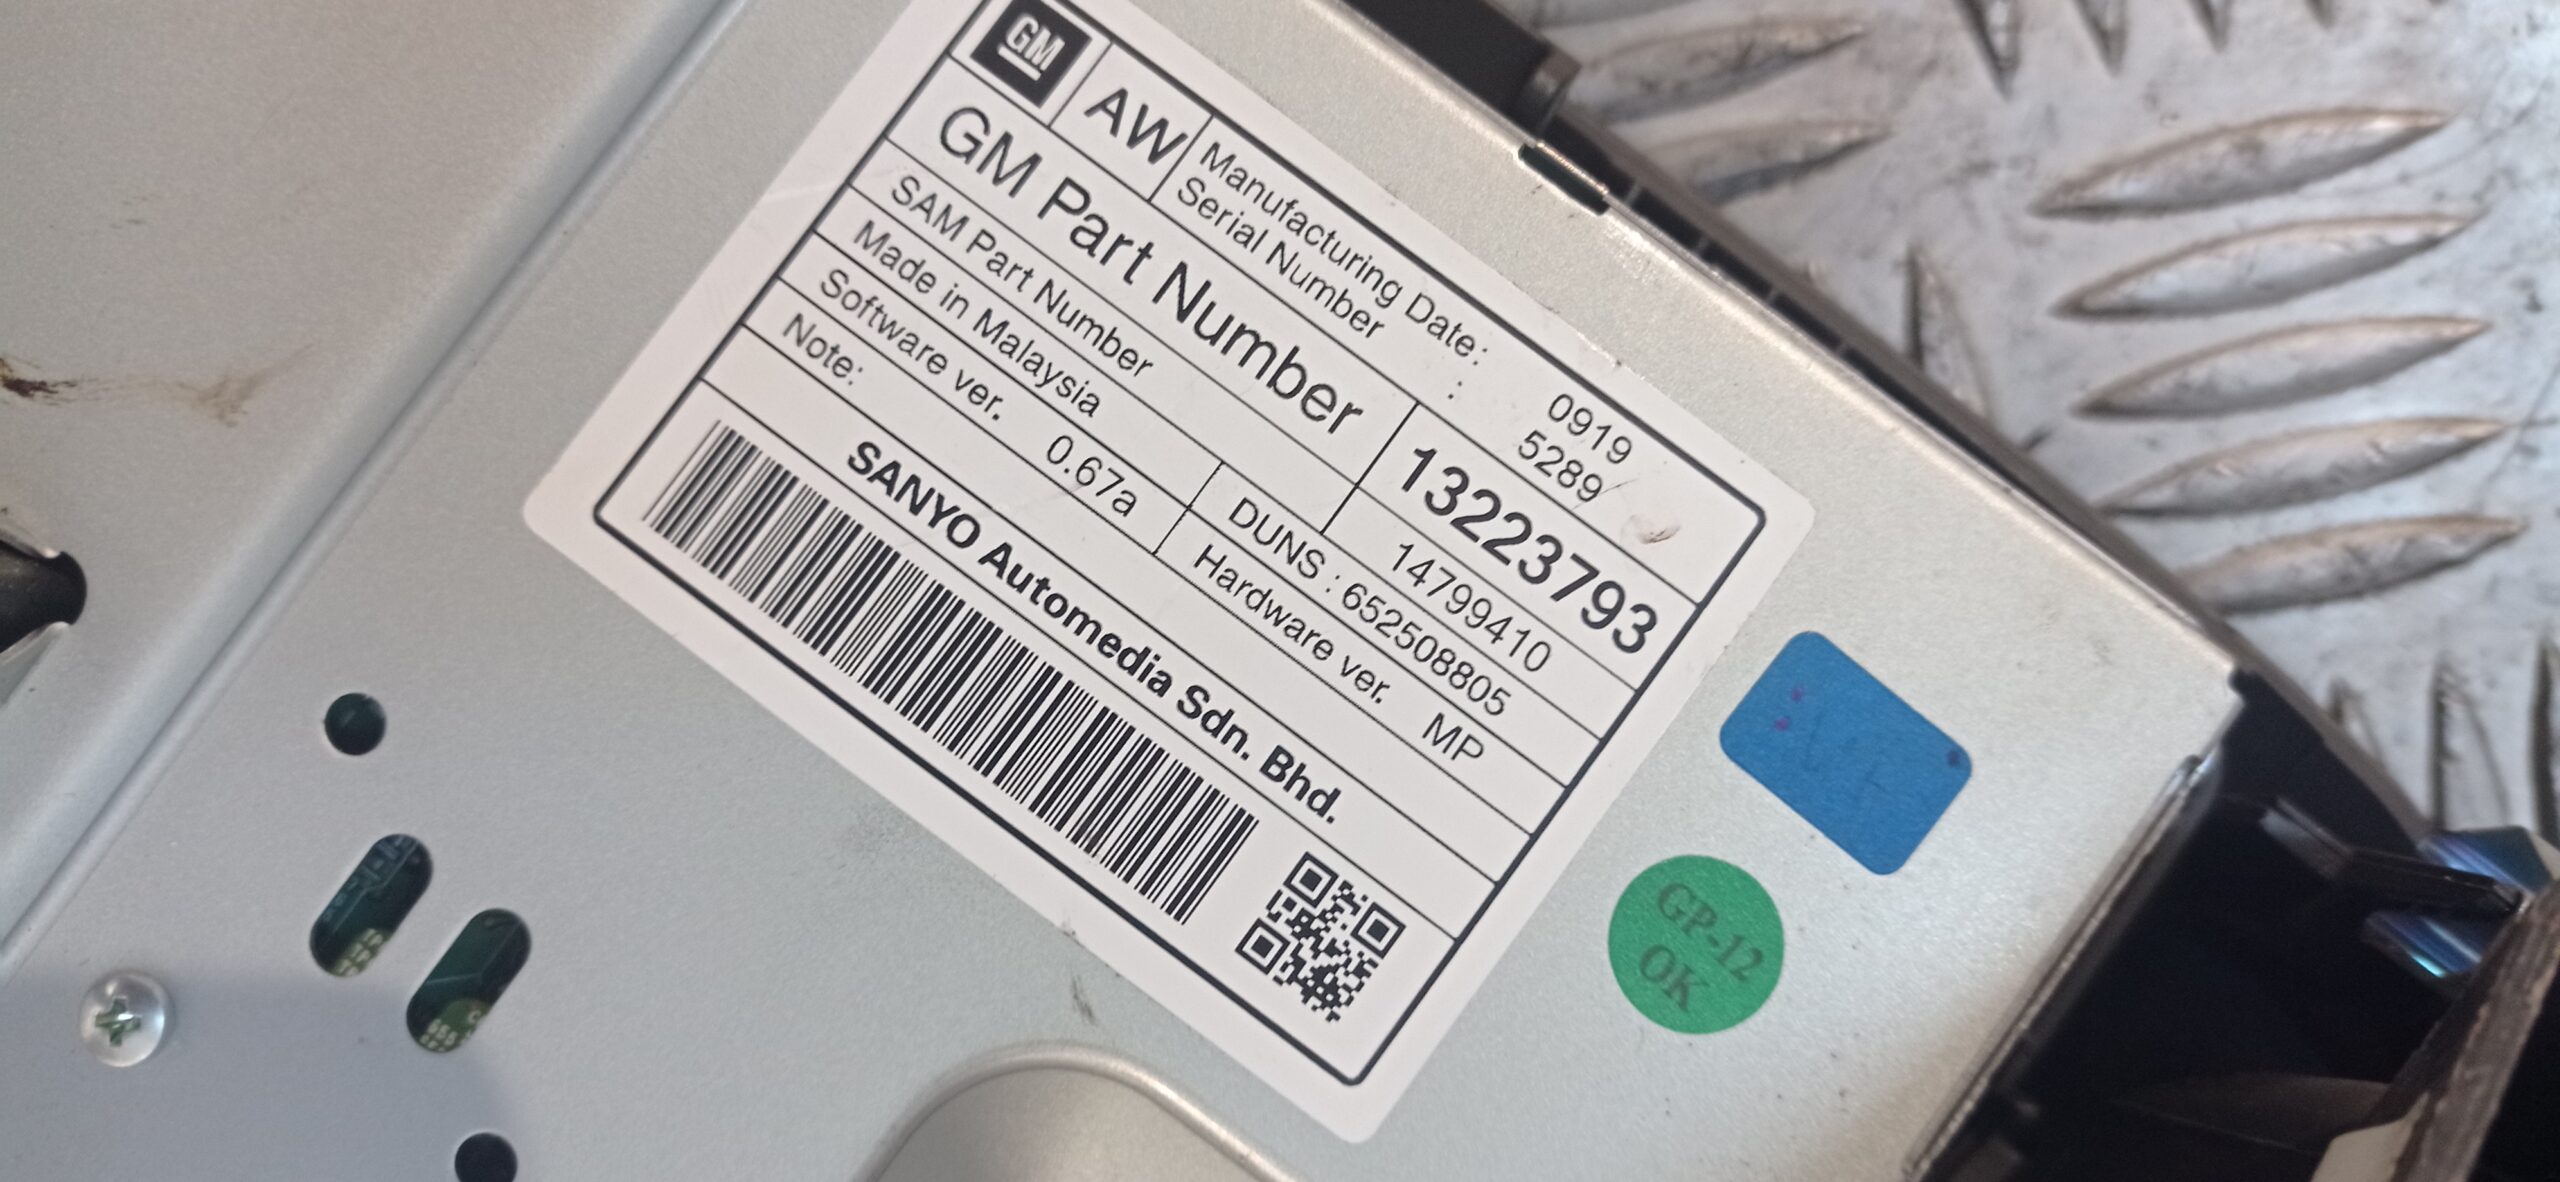 GM
AW
Manufacturing Date: 0919
Serial Number : 5289
GM Part Number 13223793
SAM Part Number 14799410
Made in Malaysia DUNS : 652508805
Software ver. 0.67a Hardware ver. MP
Note:
SANYO Automedia Sdn. Bhd.
GP-12
OK